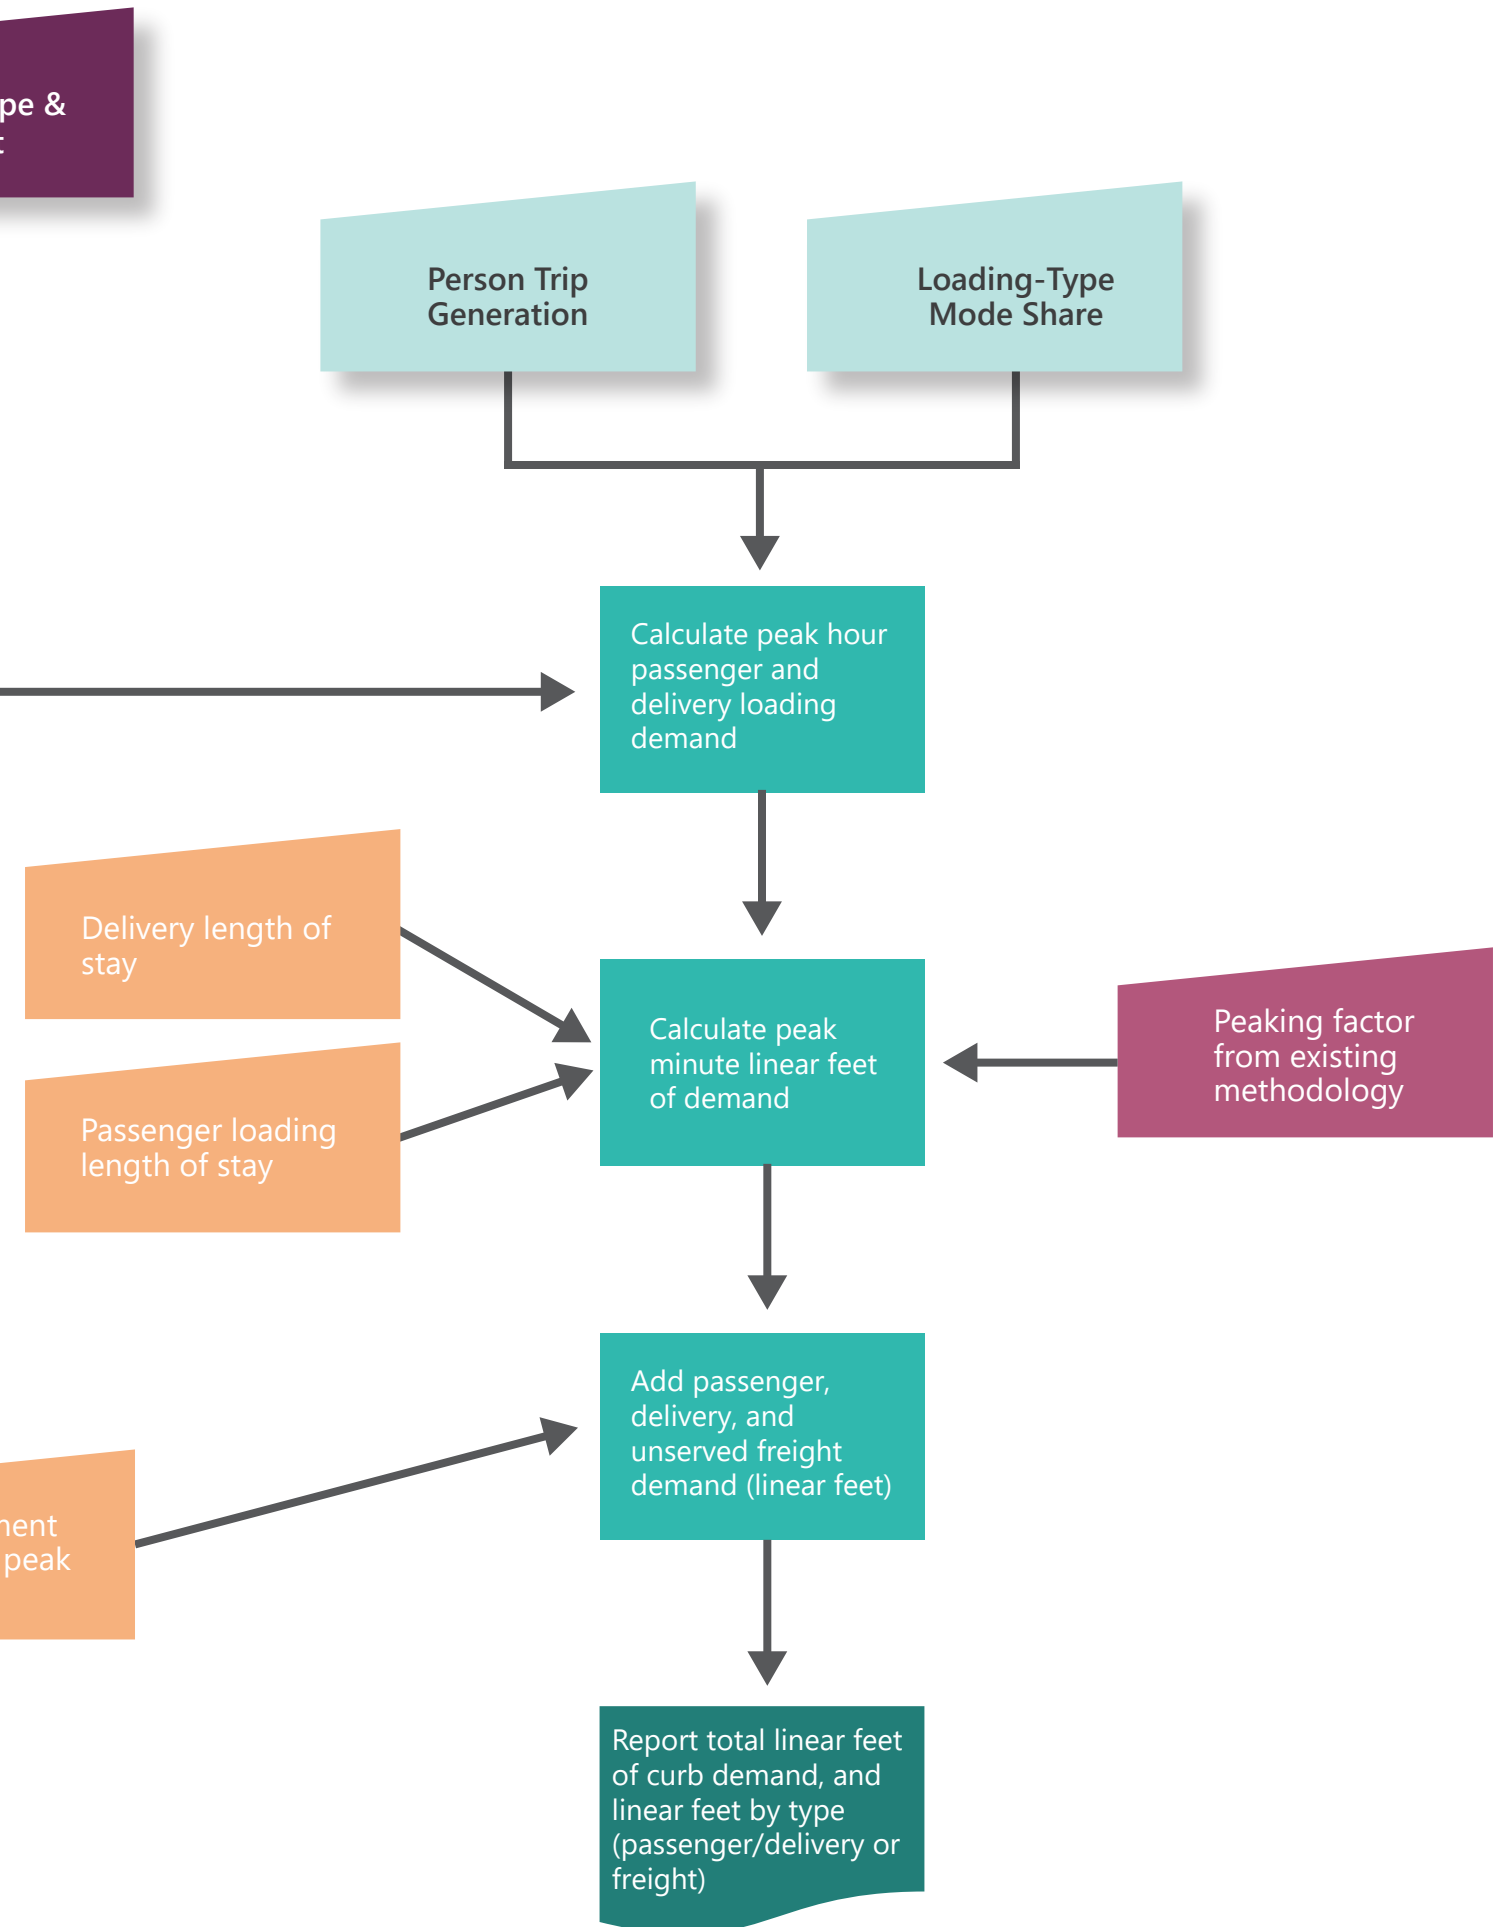 &
Person Trip
Generation
Loading-Type
Mode Share
Calculate peak hour
passenger and
delivery loading
demand
Delivery length of
stay
Calculate peak
minute linear feet
of demand
Peaking factor
from existing
methodology
Passenger loading
length of stay
Add passenger,
delivery, and
unserved freight
demand (linear feet)
peak
Report total linear feet
of curb demand, and
linear feet by type
(passenger/delivery or
freight)